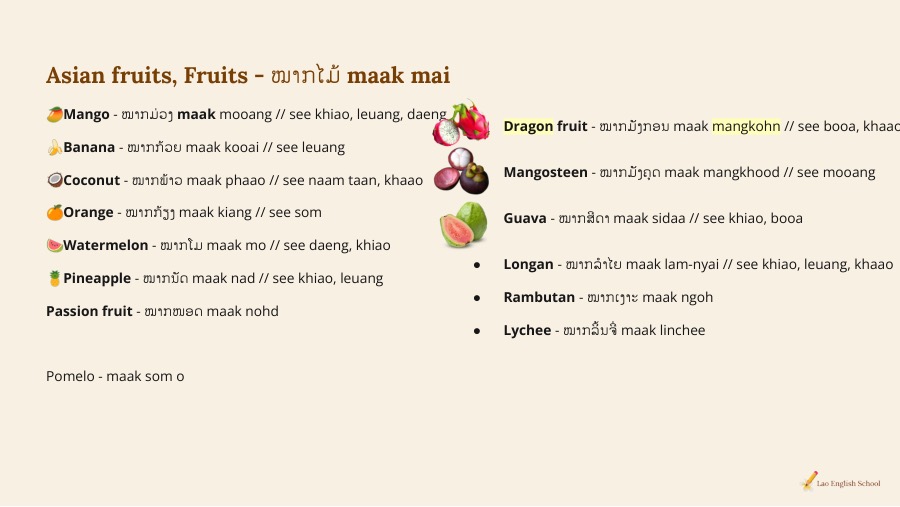 Asian fruits, Fruits - ໝາກໄມ້ maak mai
Mango - ໝາກມ່ວງ maak mooang // see khiao, leuang, daeng
Banana - ໝາກກ້ວຍ maak kooai // see leuang
Coconut - ໝາກພ້າວ maak phaao // see naam taan, khaao
Orange - ໝາກກ້ຽງ maak kiang // see som
Watermelon - ໝາກໂມ maak mo // see daeng, khiao
Pineapple - ໝາກນັດ maak nad // see khiao, leuang
Passion fruit - ໝາກໜອດ maak nohd
Pomelo - maak som o
Dragon fruit - ໝາກມັງກອນ maak mangkohn // see booa, khaao
Mangosteen - ໝາກມັງຄຸດ maak mangkhood // see mooang
Guava - ໝາກສີດາ maak sidaa // see khiao, booa
● Longan - ໝາກລຳໄຍ maak lam-nyai // see khiao, leuang, khaao
● Rambutan - ໝາກເງາະ maak ngoh
● Lychee - ໝາກລິ້ນຈີ່ maak linchee
Lao English School